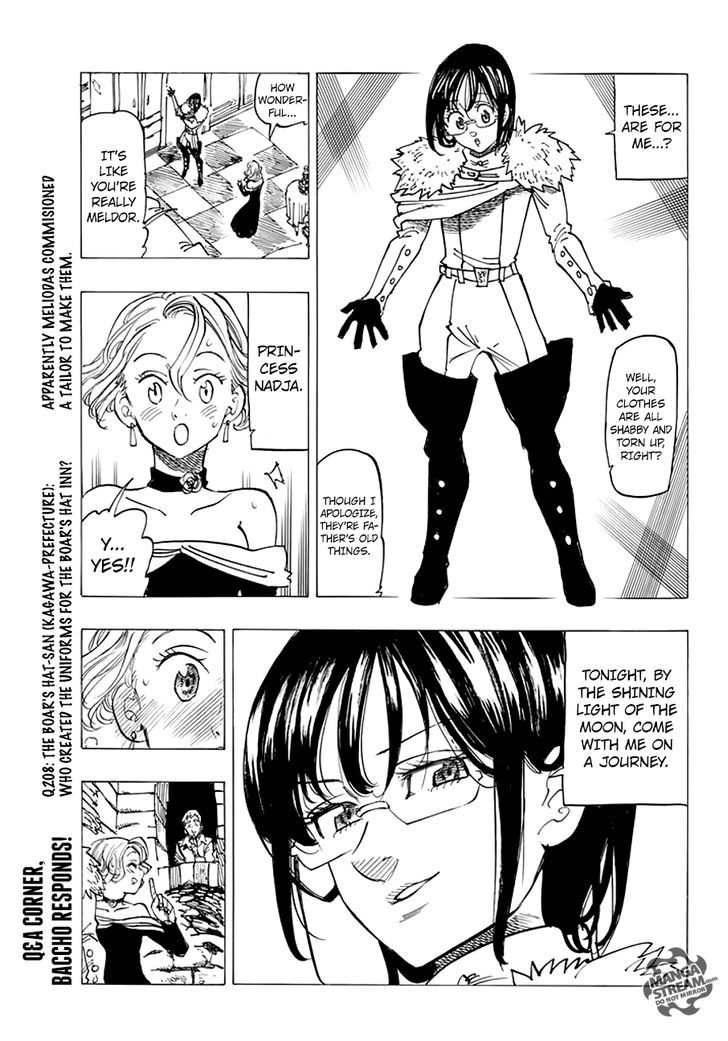 THESE...
ARE FOR
ME...?
WELL,
YOUR
CLOTHES
ARE ALL
SHABBY AND
TORN UP,
RIGHT?
THOUGH I
APOLOGIZE,
THEY'RE FA-
THER'S OLD
THINGS.
HOW
WONDER-
FUL...
IT'S
LIKE
YOU'RE
REALLY
MELDOR.
PRIN-
CESS
NADJA.
Y...
YES!!
TONIGHT, BY
THE SHINING
LIGHT OF THE
MOON, COME
WITH ME ON
A JOURNEY.
Q&A CORNER,
BACCHO RESPONDS!
Q208: THE BOAR'S HAT-SAN (KAGAWA-PREFECTURE):
WHO CREATED THE UNIFORMS FOR THE BOAR'S HAT INN?
APPARENTLY MELIODAS COMMISIONED
A TAILOR TO MAKE THEM.
MANGA
STREAM.com
DO NOT MIRROR